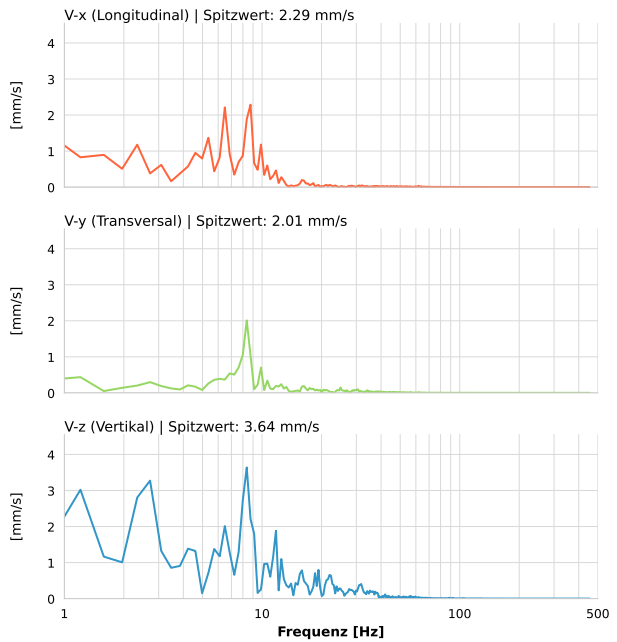 V-x (Longitudinal) | Spitzwert: 2.29 mm/s
4
3
2
1
0
[mm/s]
V-y (Transversal) | Spitzwert: 2.01 mm/s
4
3
2
1
0
[mm/s]
V-z (Vertikal) | Spitzwert: 3.64 mm/s
4
3
2
1
0
[mm/s]
1 10 100 500
Frequenz [Hz]